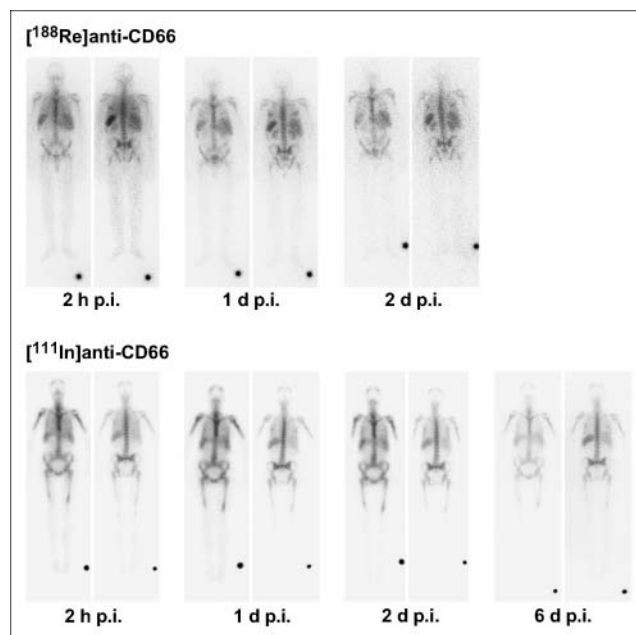 [¹⁸⁸Re]anti-CD66
2 h p.i. 1 d p.i. 2 d p.i.
[¹¹¹In]anti-CD66
2 h p.i. 1 d p.i. 2 d p.i. 6 d p.i.